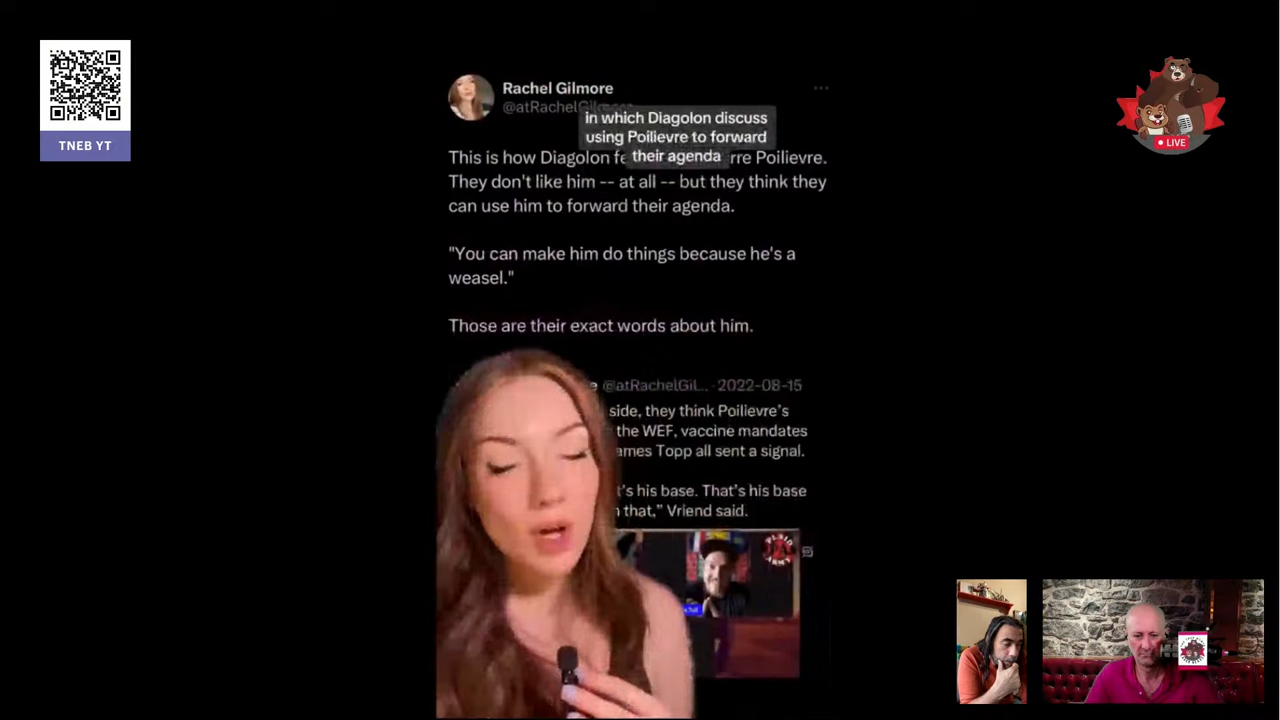 TNEB YT
LIVE
Rachel Gilmore
@atRachelGilmore
in which Diagolon discuss
using Poilievre to forward
their agenda
This is how Diagolon fe rre Poilievre.
They don't like him -- at all -- but they think they
can use him to forward their agenda.
"You can make him do things because he's a
weasel."
Those are their exact words about him.
e @atRachelGil... · 2022-08-15
side, they think Poilievre's
the WEF, vaccine mandates
ames Topp all sent a signal.
t's his base. That's his base
n that," Vriend said.
PLAID
ARMY